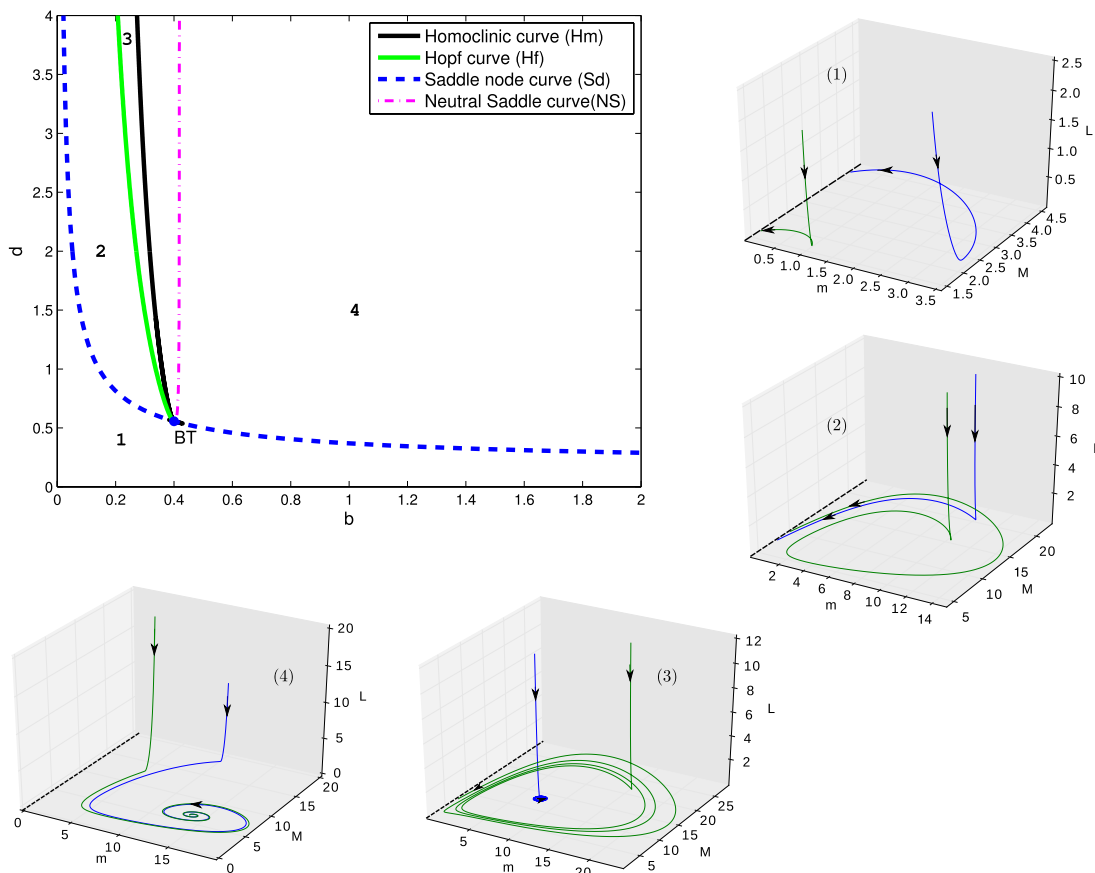 4
3.5
3
2.5
2
1.5
1
0.5
0
d
0 0.2 0.4 0.6 0.8 1 1.2 1.4 1.6 1.8 2
b
3
2
4
1
BT
Homoclinic curve (Hm)
Hopf curve (Hf)
Saddle node curve (Sd)
Neutral Saddle curve(NS)
(1)
2.5
2.0
1.5
1.0
0.5
L
0.5 1.0 1.5 2.0 2.5 3.0 3.5
m
1.5 2.0 2.5 3.0 3.5 4.0 4.5
M
(2)
10
8
6
4
2
2 4 6 8 10 12 14
m
5 10 15 20
M
(4)
20
15
10
5
0
L
0 5 10 15
m
0 5 10 15 20
M
(3)
12
10
8
6
4
2
L
5 10 15 20
m
5 10 15 20 25
M